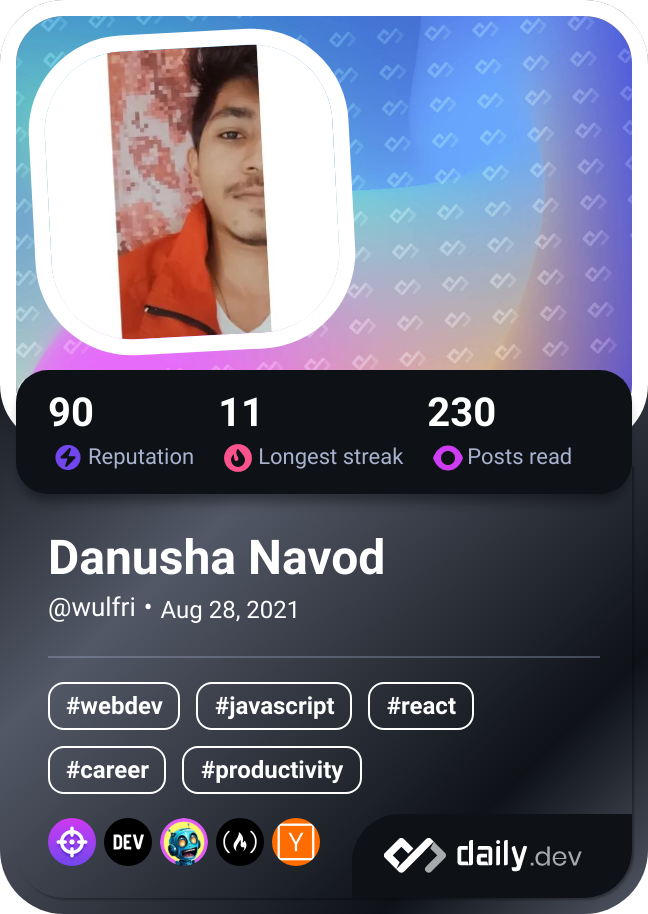 90 11 230
Reputation Longest streak Posts read
Danusha Navod
@wulfri • Aug 28, 2021
#webdev #javascript #react
#career #productivity
DEV Y daily.dev